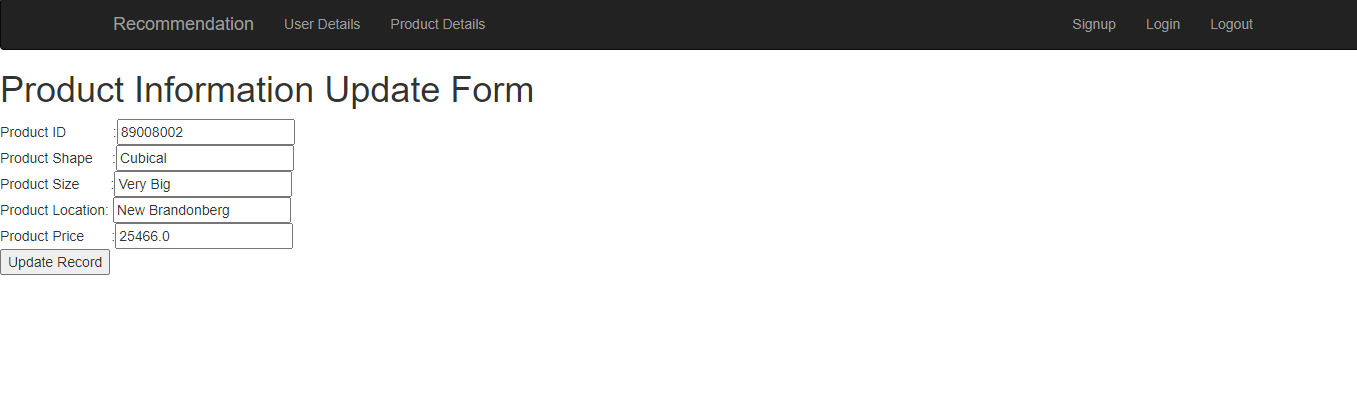 Recommendation User Details Product Details Signup Login Logout
Product Information Update Form
Product ID :89008002
Product Shape :Cubical
Product Size :Very Big
Product Location: New Brandonberg
Product Price :25466.0
Update Record